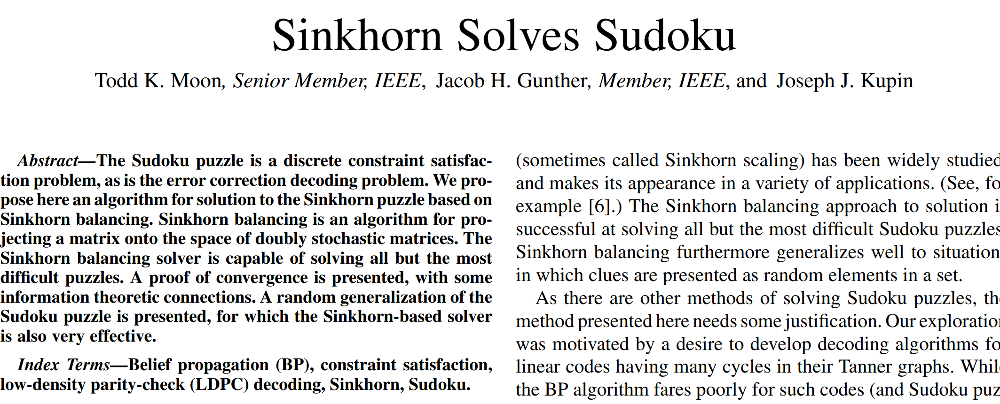 Sinkhorn Solves Sudoku
Todd K. Moon, Senior Member, IEEE, Jacob H. Gunther, Member, IEEE, and Joseph J. Kupin
Abstract—The Sudoku puzzle is a discrete constraint satisfac-
tion problem, as is the error correction decoding problem. We pro-
pose here an algorithm for solution to the Sinkhorn puzzle based on
Sinkhorn balancing. Sinkhorn balancing is an algorithm for pro-
jecting a matrix onto the space of doubly stochastic matrices. The
Sinkhorn balancing solver is capable of solving all but the most
difficult puzzles. A proof of convergence is presented, with some
information theoretic connections. A random generalization of the
Sudoku puzzle is presented, for which the Sinkhorn-based solver
is also very effective.
Index Terms—Belief propagation (BP), constraint satisfaction,
low-density parity-check (LDPC) decoding, Sinkhorn, Sudoku.
(sometimes called Sinkhorn scaling) has been widely studied
and makes its appearance in a variety of applications. (See, fo
example [6].) The Sinkhorn balancing approach to solution i
successful at solving all but the most difficult Sudoku puzzles
Sinkhorn balancing furthermore generalizes well to situation
in which clues are presented as random elements in a set.
As there are other methods of solving Sudoku puzzles, the
method presented here needs some justification. Our exploration
was motivated by a desire to develop decoding algorithms fo
linear codes having many cycles in their Tanner graphs. While
the BP algorithm fares poorly for such codes (and Sudoku puz